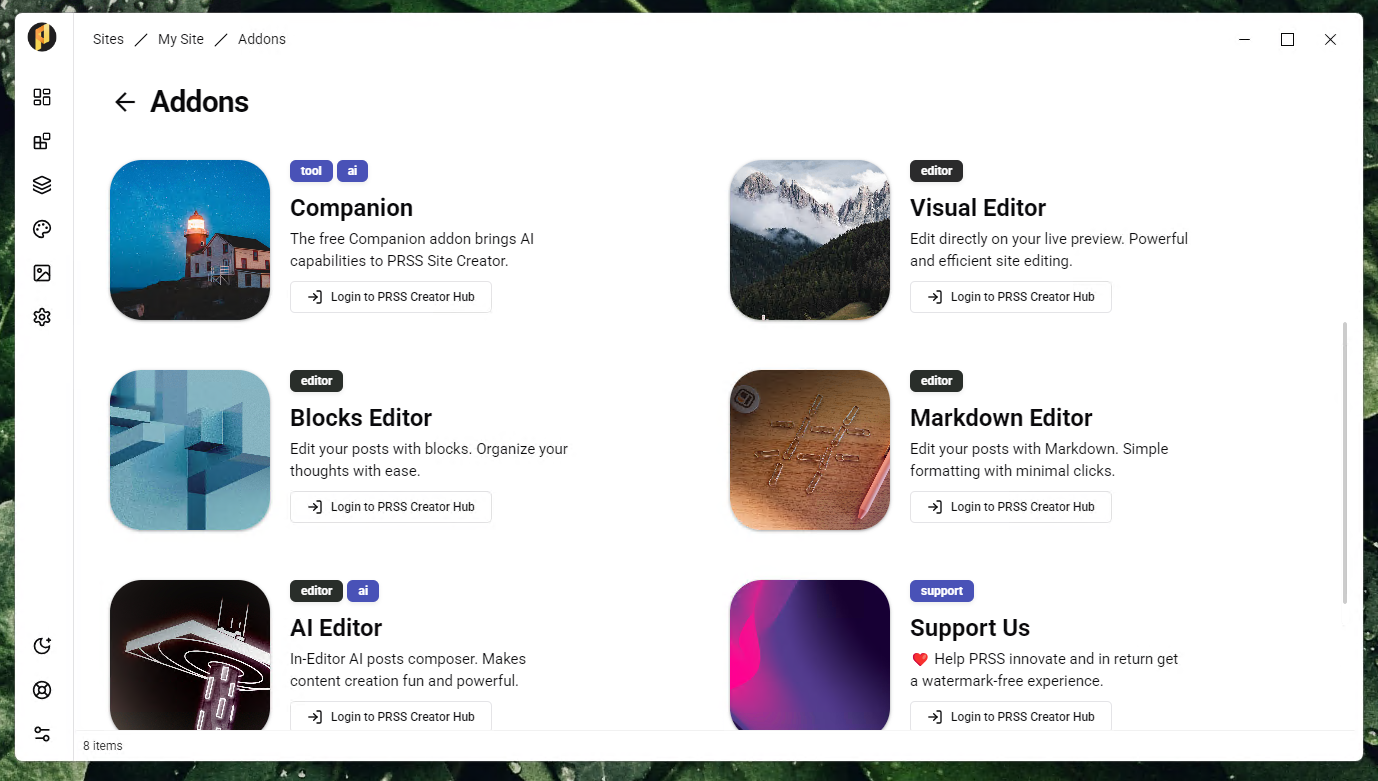 Sites / My Site / Addons
Addons
tool ai
Companion
The free Companion addon brings AI
capabilities to PRSS Site Creator.
Login to PRSS Creator Hub
editor
Visual Editor
Edit directly on your live preview. Powerful
and efficient site editing.
Login to PRSS Creator Hub
editor
Blocks Editor
Edit your posts with blocks. Organize your
thoughts with ease.
Login to PRSS Creator Hub
editor
Markdown Editor
Edit your posts with Markdown. Simple
formatting with minimal clicks.
Login to PRSS Creator Hub
editor ai
AI Editor
In-Editor AI posts composer. Makes
content creation fun and powerful.
Login to PRSS Creator Hub
support
Support Us
❤️ Help PRSS innovate and in return get
a watermark-free experience.
Login to PRSS Creator Hub
8 items